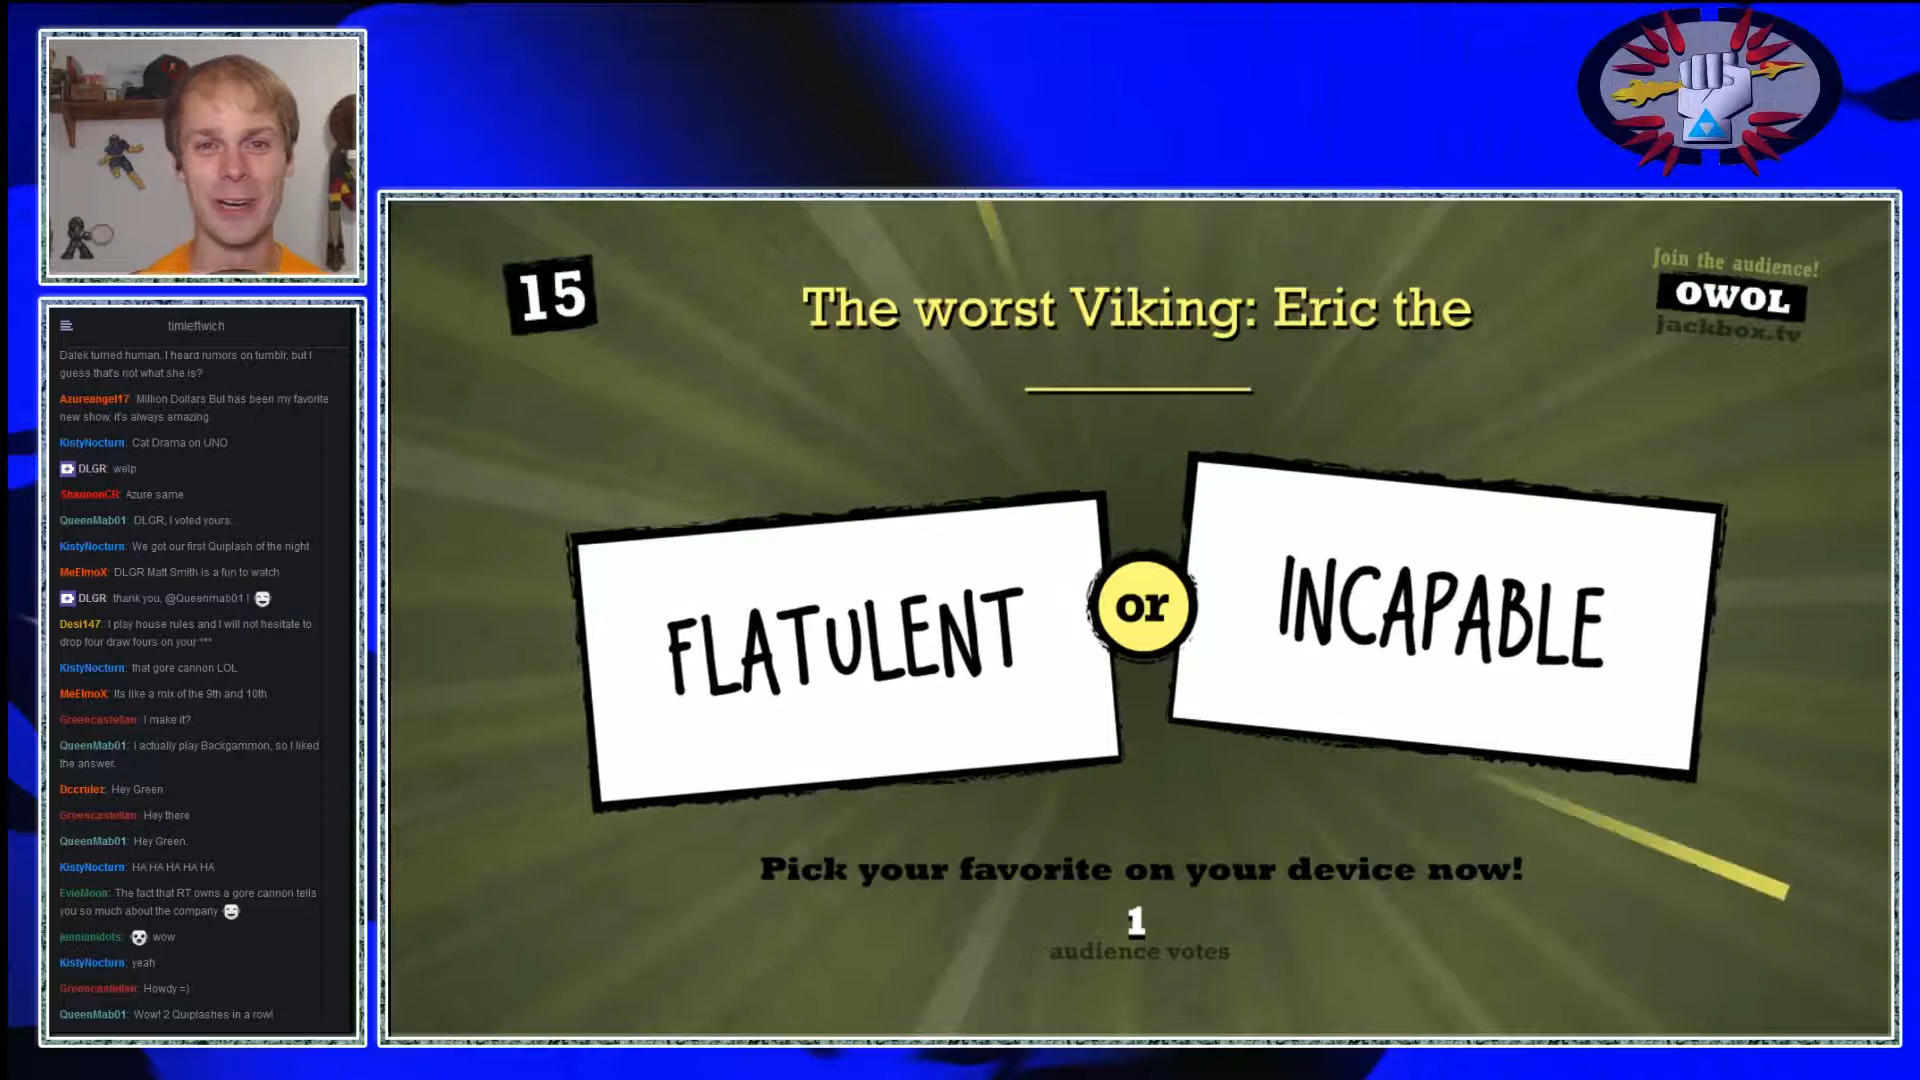 timleftwich
Dalek turned human. I heard rumors on tumblr, but I
guess that's not what she is?
Azureangel17: Million Dollars But has been my favorite
new show, it's always amazing
KistyNocturn: Cat Drama on UNO
DLGR: welp
ShannonCR: Azure same
QueenMab01: DLGR, I voted yours.
KistyNocturn: We got our first Quiplash of the night
MeElmoX: DLGR Matt Smith is a fun to watch
DLGR: thank you, @Queenmab01!
Desi147: I play house rules and I will not hesitate to
drop four draw fours on your ***
KistyNocturn: that gore cannon LOL
MeElmoX: Its like a mix of the 9th and 10th
Greencastellan: I make it?
QueenMab01: I actually play Backgammon, so I liked
the answer.
Dccrulez: Hey Green
Greencastellan: Hey there
QueenMab01: Hey Green.
KistyNocturn: HA HA HA HA HA
EvieMoon: The fact that RT owns a gore cannon tells
you so much about the company
jennianidots: wow
KistyNocturn: yeah
Greencastellan: Howdy =)
QueenMab01: Wow! 2 Quiplashes in a row!
15
The worst Viking: Eric the
Join the audience!
OWOL
jackbox.tv
FLATULENT
or
INCAPABLE
Pick your favorite on your device now!
1
audience votes